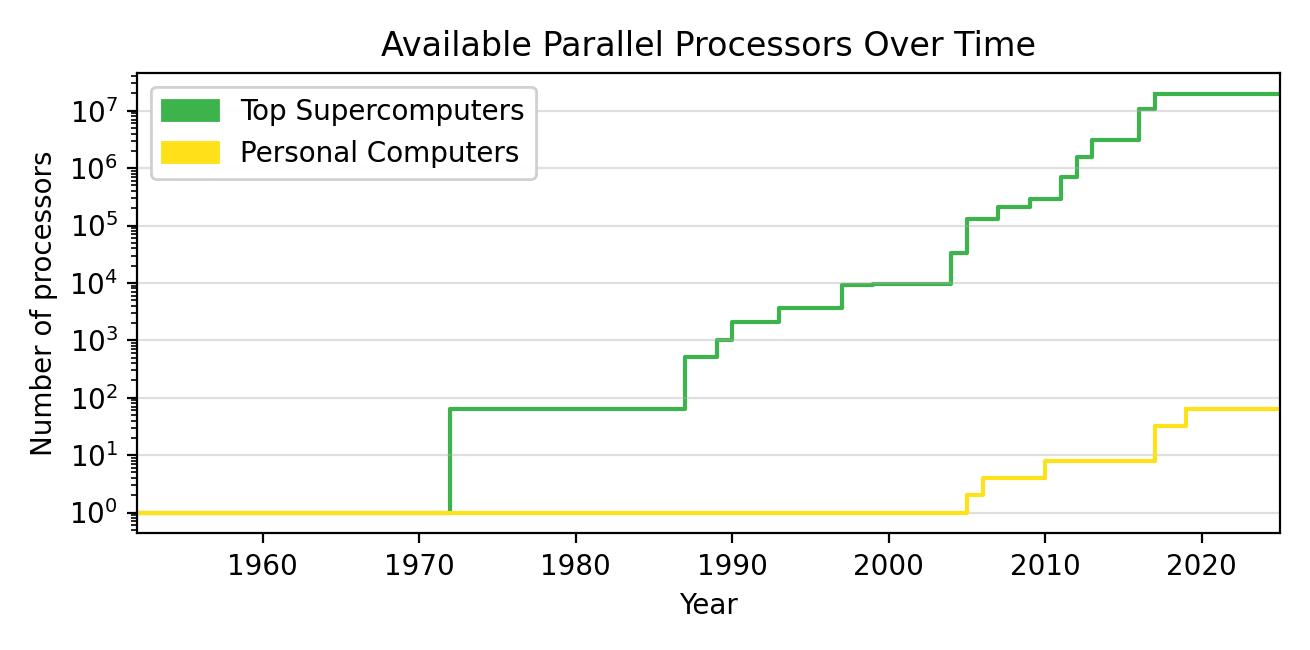 Available Parallel Processors Over Time
Top Supercomputers
Personal Computers
Number of processors
10⁷
10⁶
10⁵
10⁴
10³
10²
10¹
10⁰
1960 1970 1980 1990 2000 2010 2020
Year